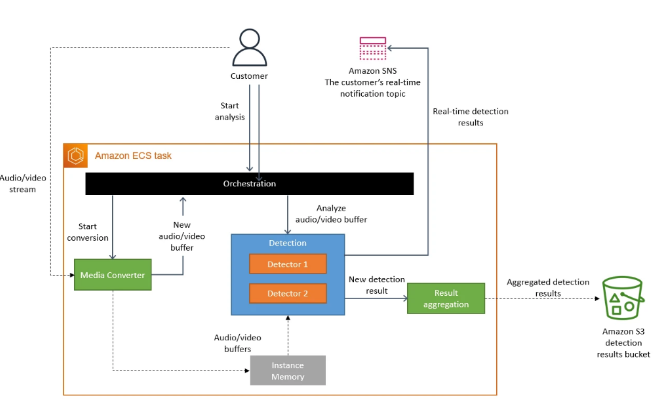 Customer
Amazon SNS
The customer's real-time
notification topic
Start
analysis
Real-time detection
results
Amazon ECS task
Audio/video
stream
Orchestration
Start
conversion
New
audio/video
buffer
Analyze
audio/video buffer
Detection
Detector 1
Detector 2
Media Converter
New detection
result
Result
aggregation
Aggregated detection
results
Amazon S3
detection
results bucket
Audio/video
buffers
Instance
Memory